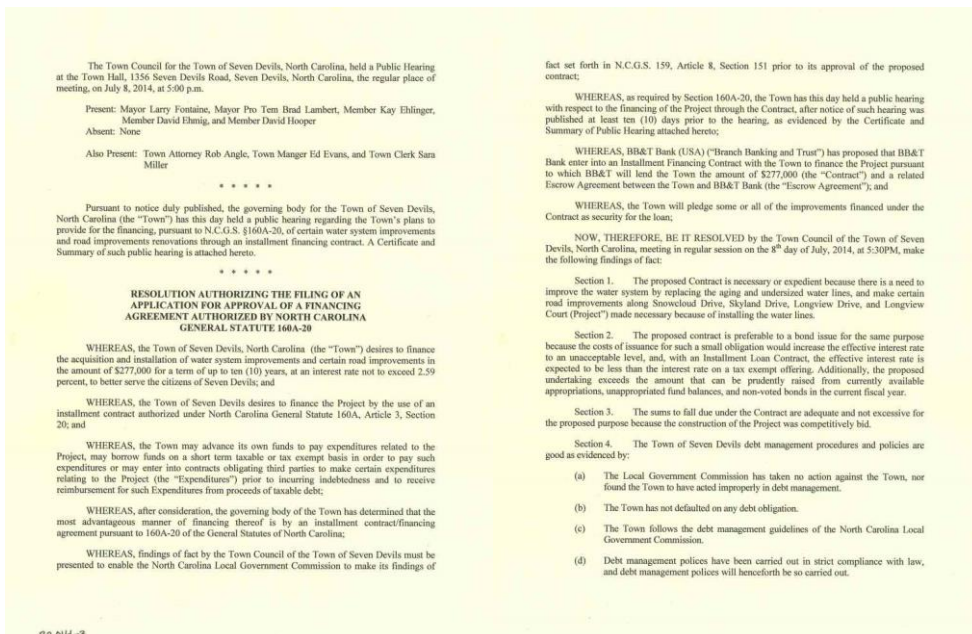 The Town Council for the Town of Seven Devils, North Carolina, held a Public Hearing
at the Town Hall, 1356 Seven Devils Road, Seven Devils, North Carolina, the regular place of
meeting, on July 8, 2014, at 5:00 p.m.
Present: Mayor Larry Fontaine, Mayor Pro Tem Brad Lambert, Member Kay Ehlinger,
Member David Ehmig, and Member David Hooper
Absent: None
Also Present: Town Attorney Rob Angle, Town Manger Ed Evans, and Town Clerk Sara
Miller
* * * * *
Pursuant to notice duly published, the governing body for the Town of Seven Devils,
North Carolina (the "Town") has this day held a public hearing regarding the Town's plans to
provide for the financing, pursuant to N.C.G.S. §160A-20, of certain water system improvements
and road improvements renovations through an installment financing contract. A Certificate and
Summary of such public hearing is attached hereto.
* * * * *
RESOLUTION AUTHORIZING THE FILING OF AN
APPLICATION FOR APPROVAL OF A FINANCING
AGREEMENT AUTHORIZED BY NORTH CAROLINA
GENERAL STATUTE 160A-20
WHEREAS, the Town of Seven Devils, North Carolina (the "Town") desires to finance
the acquisition and installation of water system improvements and certain road improvements in
the amount of $277,000 for a term of up to ten (10) years, at an interest rate not to exceed 2.59
percent, to better serve the citizens of Seven Devils; and
WHEREAS, the Town of Seven Devils desires to finance the Project by the use of an
installment contract authorized under North Carolina General Statute 160A, Article 3, Section
20; and
WHEREAS, the Town may advance its own funds to pay expenditures related to the
Project, may borrow funds on a short term taxable or tax exempt basis in order to pay such
expenditures or may enter into contracts obligating third parties to make certain expenditures
relating to the Project (the "Expenditures") prior to incurring indebtedness and to receive
reimbursement for such Expenditures from proceeds of taxable debt;
WHEREAS, after consideration, the governing body of the Town has determined that the
most advantageous manner of financing thereof is by an installment contract/financing
agreement pursuant to 160A-20 of the General Statutes of North Carolina;
WHEREAS, findings of fact by the Town Council of the Town of Seven Devils must be
presented to enable the North Carolina Local Government Commission to make its findings of
fact set forth in N.C.G.S. 159, Article 8, Section 151 prior to its approval of the proposed
contract;
WHEREAS, as required by Section 160A-20, the Town has this day held a public hearing
with respect to the financing of the Project through the Contract, after notice of such hearing was
published at least ten (10) days prior to the hearing, as evidenced by the Certificate and
Summary of Public Hearing attached hereto;
WHEREAS, BB&T Bank (USA) ("Branch Banking and Trust") has proposed that BB&T
Bank enter into an Installment Financing Contract with the Town to finance the Project pursuant
to which BB&T will lend the Town the amount of $277,000 (the "Contract") and a related
Escrow Agreement between the Town and BB&T Bank (the "Escrow Agreement"); and
WHEREAS, the Town will pledge some or all of the improvements financed under the
Contract as security for the loan;
NOW, THEREFORE, BE IT RESOLVED by the Town Council of the Town of Seven
Devils, North Carolina, meeting in regular session on the 8th day of July, 2014, at 5:30PM, make
the following findings of fact:
Section 1. The proposed Contract is necessary or expedient because there is a need to
improve the water system by replacing the aging and undersized water lines, and make certain
road improvements along Snowcloud Drive, Skyland Drive, Longview Drive, and Longview
Court (Project") made necessary because of installing the water lines.
Section 2. The proposed contract is preferable to a bond issue for the same purpose
because the costs of issuance for such a small obligation would increase the effective interest rate
to an unacceptable level, and, with an Installment Loan Contract, the effective interest rate is
expected to be less than the interest rate on a tax exempt offering. Additionally, the proposed
undertaking exceeds the amount that can be prudently raised from currently available
appropriations, unappropriated fund balances, and non-voted bonds in the current fiscal year.
Section 3. The sums to fall due under the Contract are adequate and not excessive for
the proposed purpose because the construction of the Project was competitively bid.
Section 4. The Town of Seven Devils debt management procedures and policies are
good as evidenced by:
(a) The Local Government Commission has taken no action against the Town, nor
found the Town to have acted improperly in debt management.
(b) The Town has not defaulted on any debt obligation.
(c) The Town follows the debt management guidelines of the North Carolina Local
Government Commission.
(d) Debt management polices have been carried out in strict compliance with law,
and debt management polices will henceforth be so carried out.